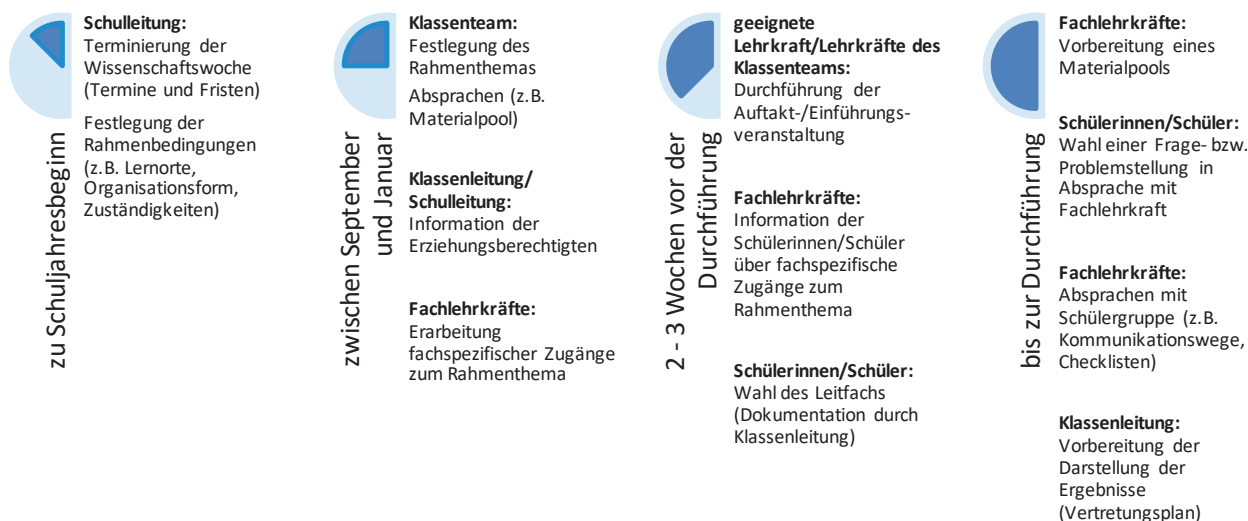 zu Schuljahresbeginn
Schulleitung:
Terminierung der
Wissenschaftswoche
(Termine und Fristen)
Festlegung der
Rahmenbedingungen
(z.B. Lernorte,
Organisationsform,
Zuständigkeiten)
zwischen September
und Januar
Klassenteam:
Festlegung des
Rahmenthemas
Absprachen (z.B.
Materialpool)
Klassenleitung/
Schulleitung:
Information der
Erziehungsberechtigten
Fachlehrkräfte:
Erarbeitung
fachspezifischer Zugänge
zum Rahmenthema
2 - 3 Wochen vor der
Durchführung
geeignete
Lehrkraft/Lehrkräfte des
Klassenteams:
Durchführung der
Auftakt-/Einführungs-
veranstaltung
Fachlehrkräfte:
Information der
Schülerinnen/Schüler
über fachspezifische
Zugänge zum
Rahmenthema
Schülerinnen/Schüler:
Wahl des Leitfachs
(Dokumentation durch
Klassenleitung)
bis zur Durchführung
Fachlehrkräfte:
Vorbereitung eines
Materialpools
Schülerinnen/Schüler:
Wahl einer Frage- bzw.
Problemstellung in
Absprache mit
Fachlehrkraft
Fachlehrkräfte:
Absprachen mit
Schülergruppe (z.B.
Kommunikationswege,
Checklisten)
Klassenleitung:
Vorbereitung der
Darstellung der
Ergebnisse
(Vertretungsplan)